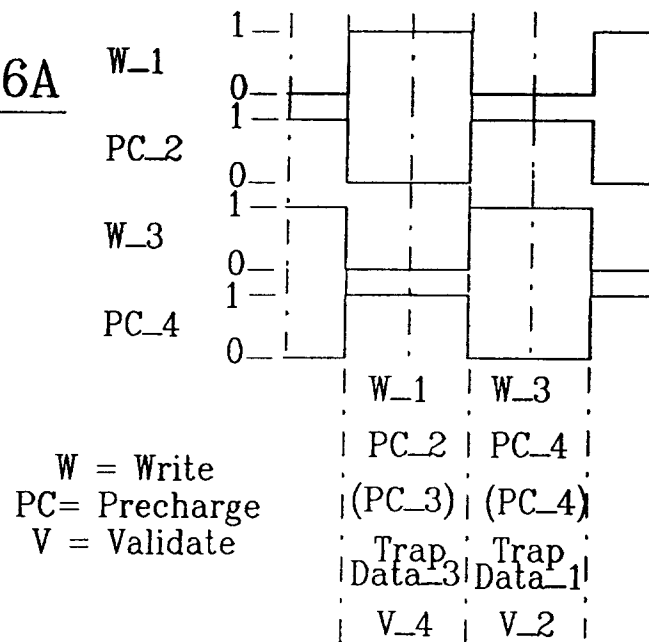 6A
W_1
1
0
PC_2
1
0
W_3
1
0
PC_4
1
0
W_1 W_3
PC_2 PC_4
(PC_3) (PC_4)
Trap Trap
Data_3 Data_1
V_4 V_2
W = Write
PC= Precharge
V = Validate